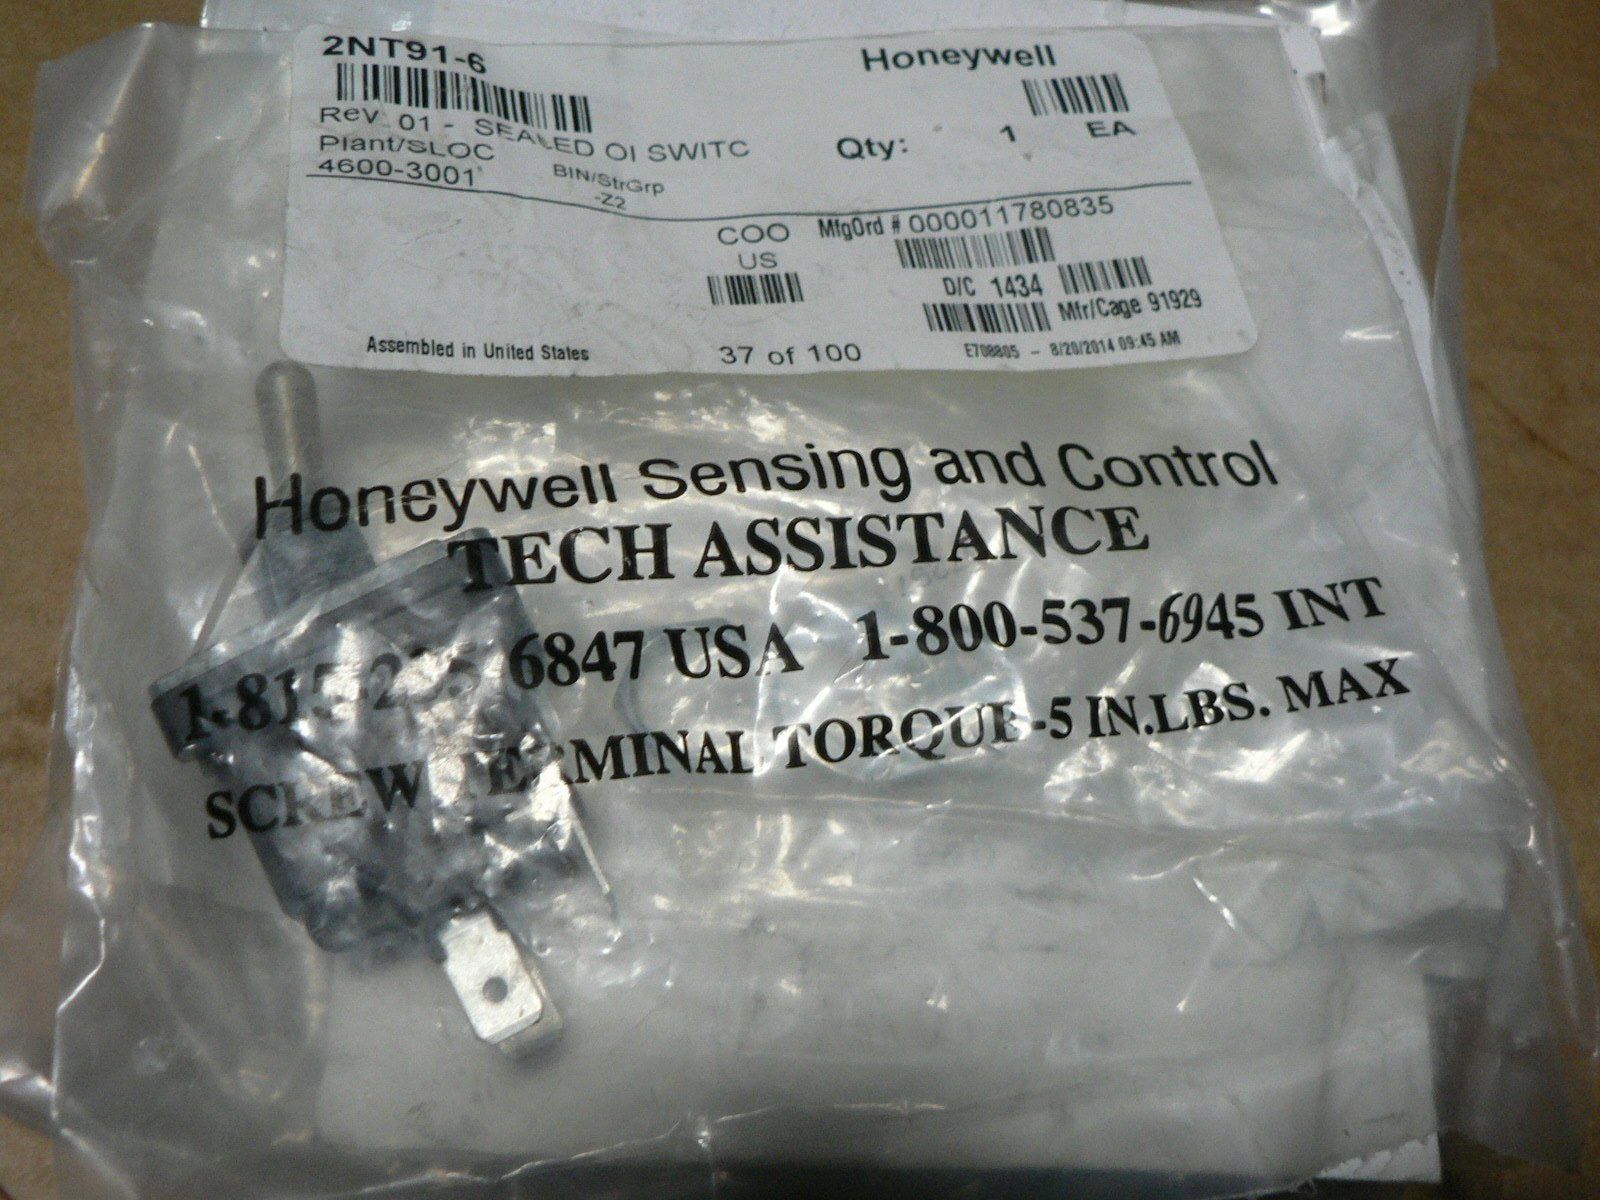 2NT91-6
Honeywell
Rev 01 - SEALED OI SWITC
Qty: 1 EA
Plant/SLOC BIN/StrGrp
4600-3001 -Z2
COO MfgOrd # 000011780835
US
D/C 1434
Mfr/Cage 91929
Assembled in United States 37 of 100 E708805 - 8/20/2014 09:45 AM
Honeywell Sensing and Control
TECH ASSISTANCE
6847 USA 1-800-537-6945 INT
SCREW TERMINAL TORQUE-5 IN.LBS. MAX